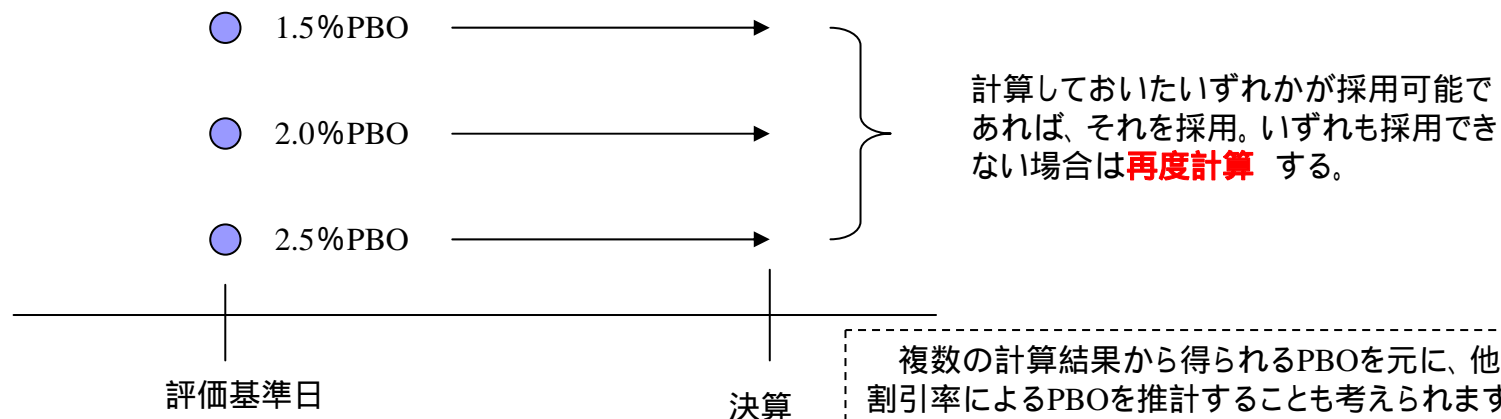 1.5%PBO
計算しておいたいずれかが採用可能で
あれば、それを採用。いずれも採用でき
ない場合は再度計算 する。
2.0%PBO
2.5%PBO
評価基準日
決算
複数の計算結果から得られるPBOを元に、他
割引率によるPBOを推計することも考えられます